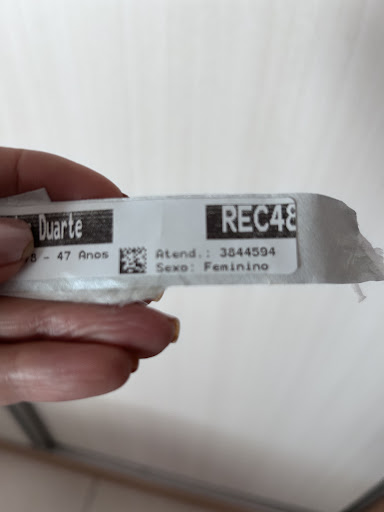 Duarte REC48
- 47 Anos Atend.: 3844594
Sexo: Feminino